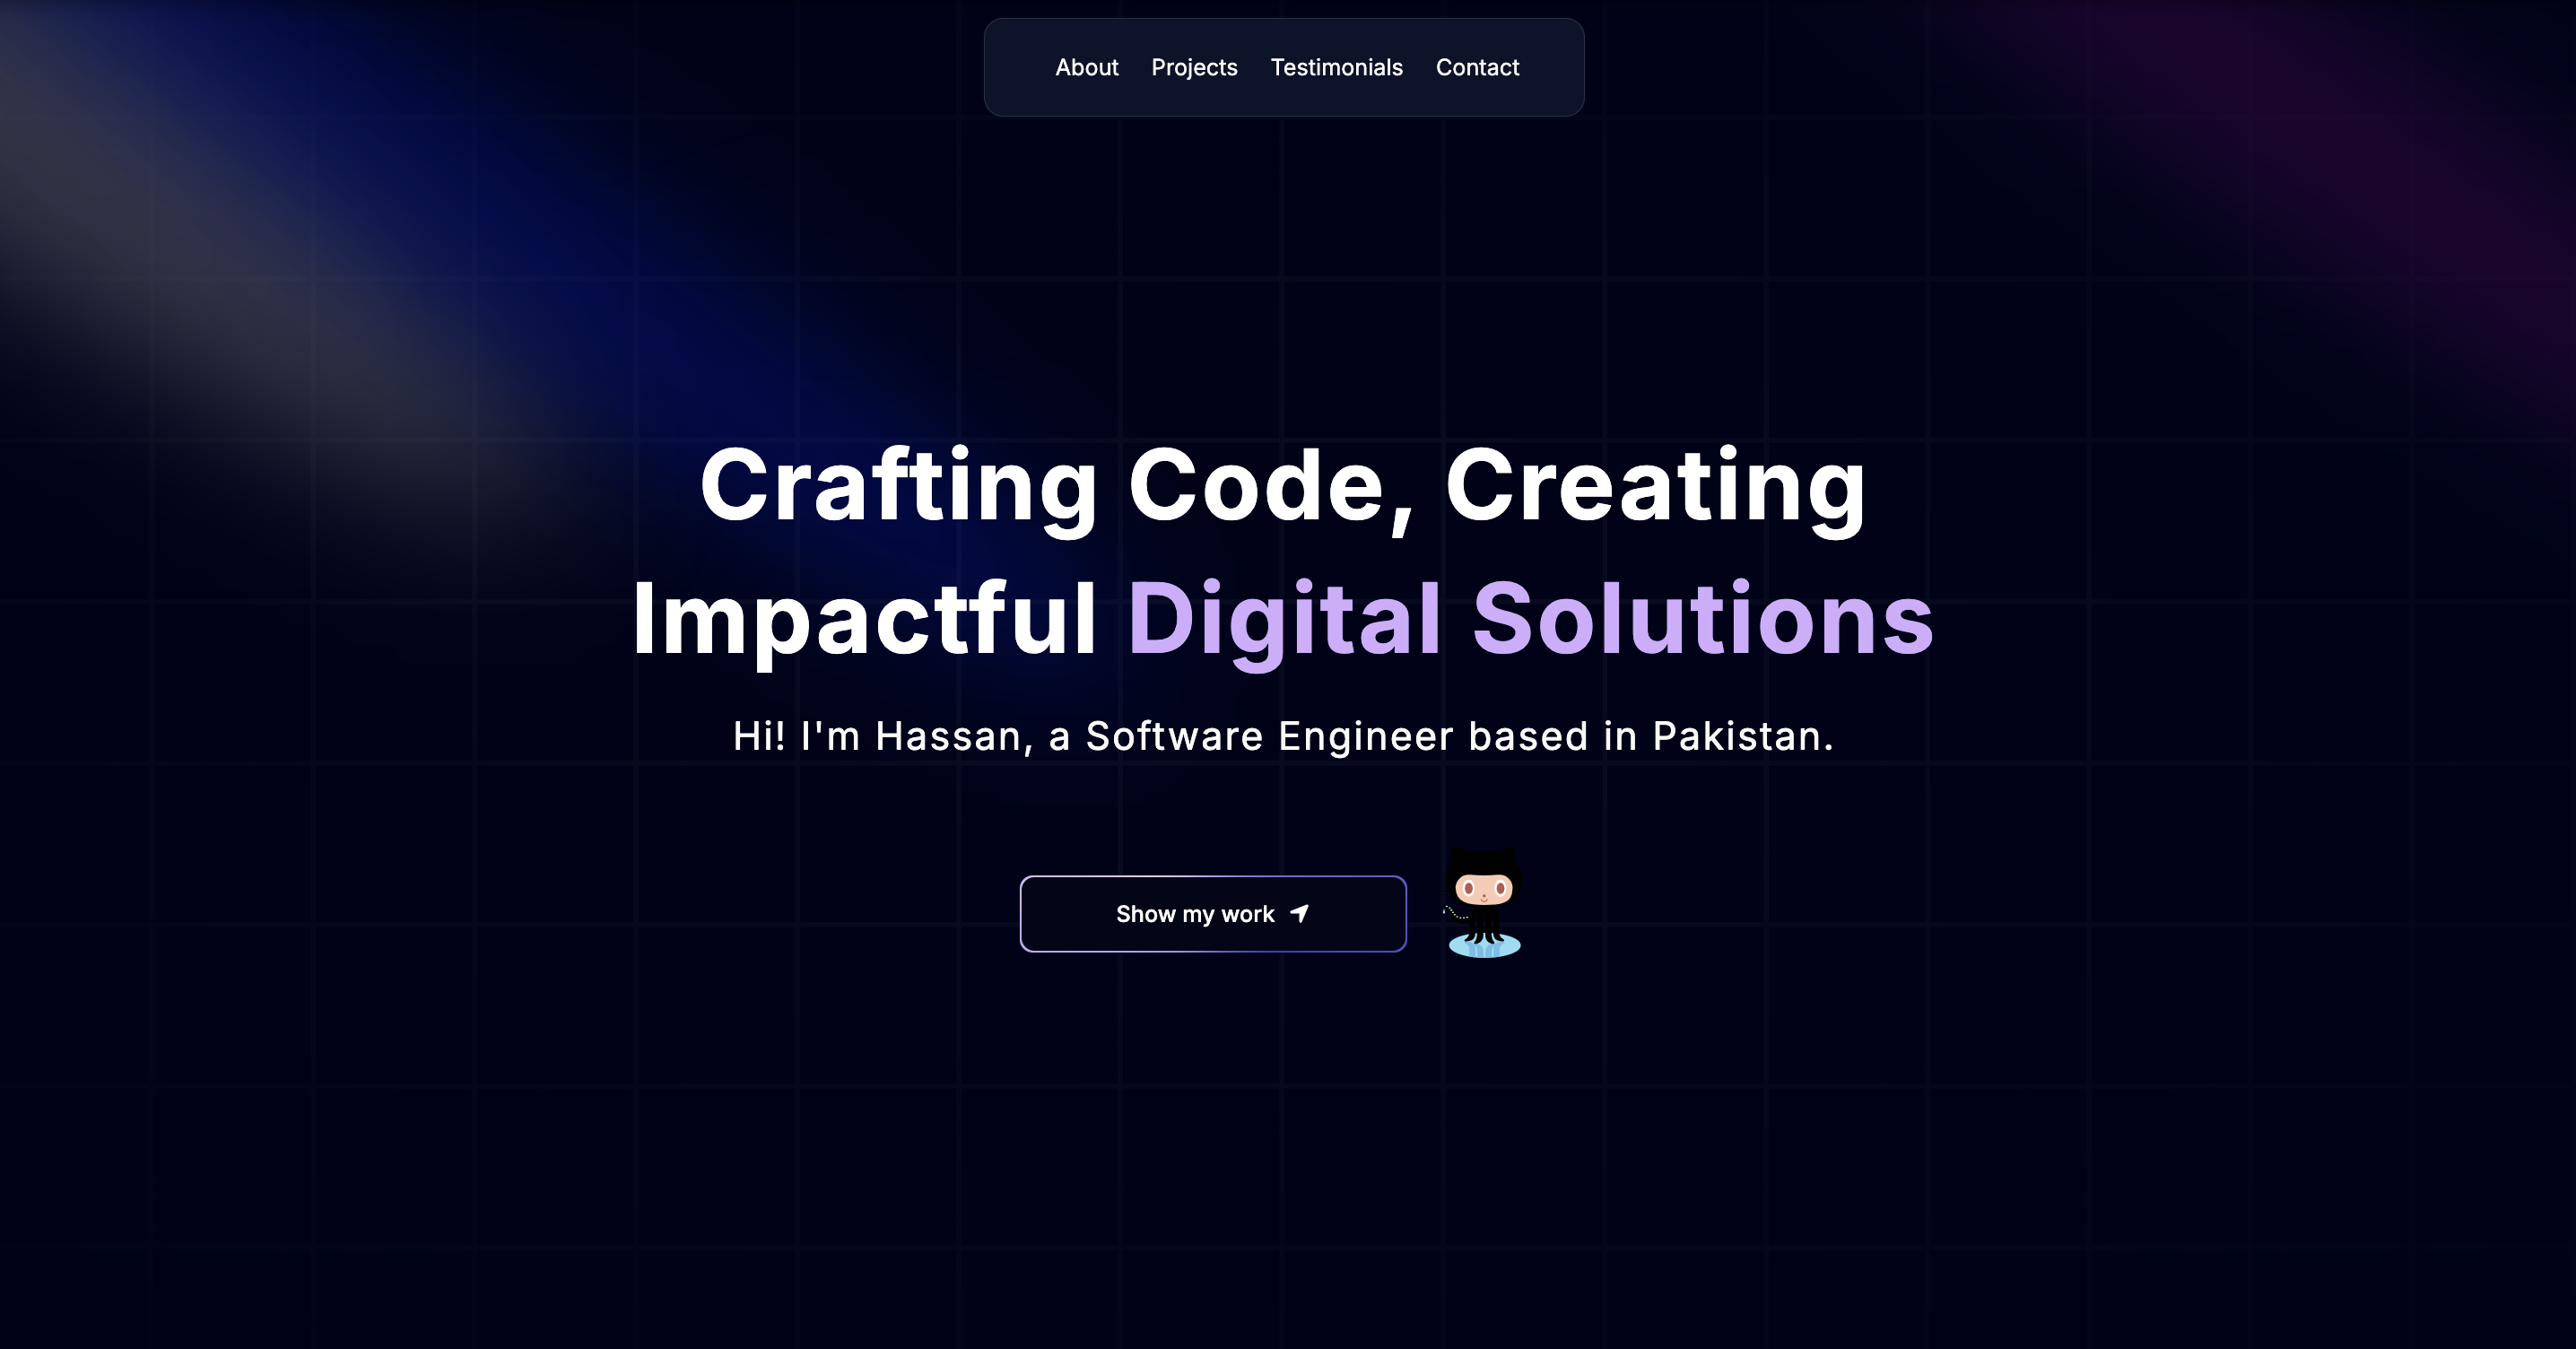 About Projects Testimonials Contact
Crafting Code, Creating
Impactful Digital Solutions
Hi! I'm Hassan, a Software Engineer based in Pakistan.
Show my work